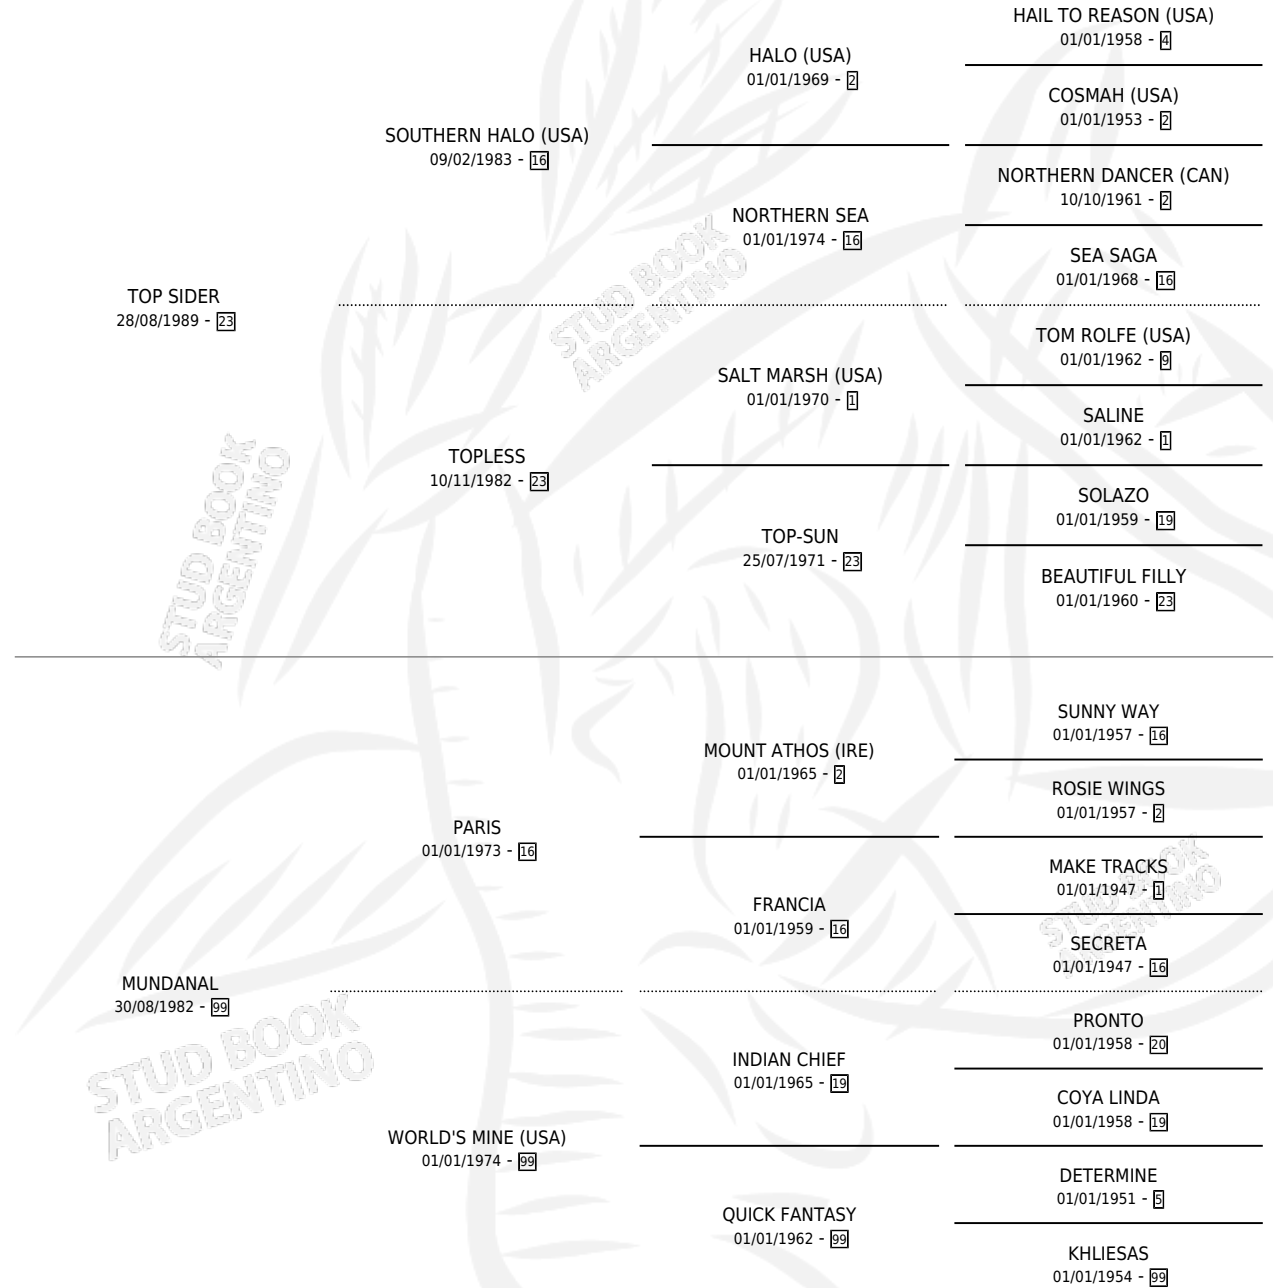 HAIL TO REASON (USA)
01/01/1958 - 4
HALO (USA)
01/01/1969 - 2
COSMAH (USA)
01/01/1953 - 2
SOUTHERN HALO (USA)
09/02/1983 - 16
NORTHERN DANCER (CAN)
10/10/1961 - 2
NORTHERN SEA
01/01/1974 - 16
SEA SAGA
01/01/1968 - 16
TOP SIDER
28/08/1989 - 23
STUD BOOK
ARGENTINO
TOM ROLFE (USA)
01/01/1962 - 9
SALT MARSH (USA)
01/01/1970 - 1
SALINE
01/01/1962 - 1
TOPLESS
10/11/1982 - 23
SOLAZO
01/01/1959 - 19
TOP-SUN
25/07/1971 - 23
BEAUTIFUL FILLY
01/01/1960 - 23
STUD BOOK
ARGENTINO
SUNNY WAY
01/01/1957 - 16
MOUNT ATHOS (IRE)
01/01/1965 - 2
ROSIE WINGS
01/01/1957 - 2
PARIS
01/01/1973 - 16
MAKE TRACKS
01/01/1947 - 1
FRANCIA
01/01/1959 - 16
SECRETA
01/01/1947 - 16
STUD BOOK
ARGENTINO
MUNDANAL
30/08/1982 - 99
PRONTO
01/01/1958 - 20
INDIAN CHIEF
01/01/1965 - 19
COYA LINDA
01/01/1958 - 19
STUD BOOK
ARGENTINO
WORLD'S MINE (USA)
01/01/1974 - 99
DETERMINE
01/01/1951 - 5
QUICK FANTASY
01/01/1962 - 99
KHLIESAS
01/01/1954 - 99